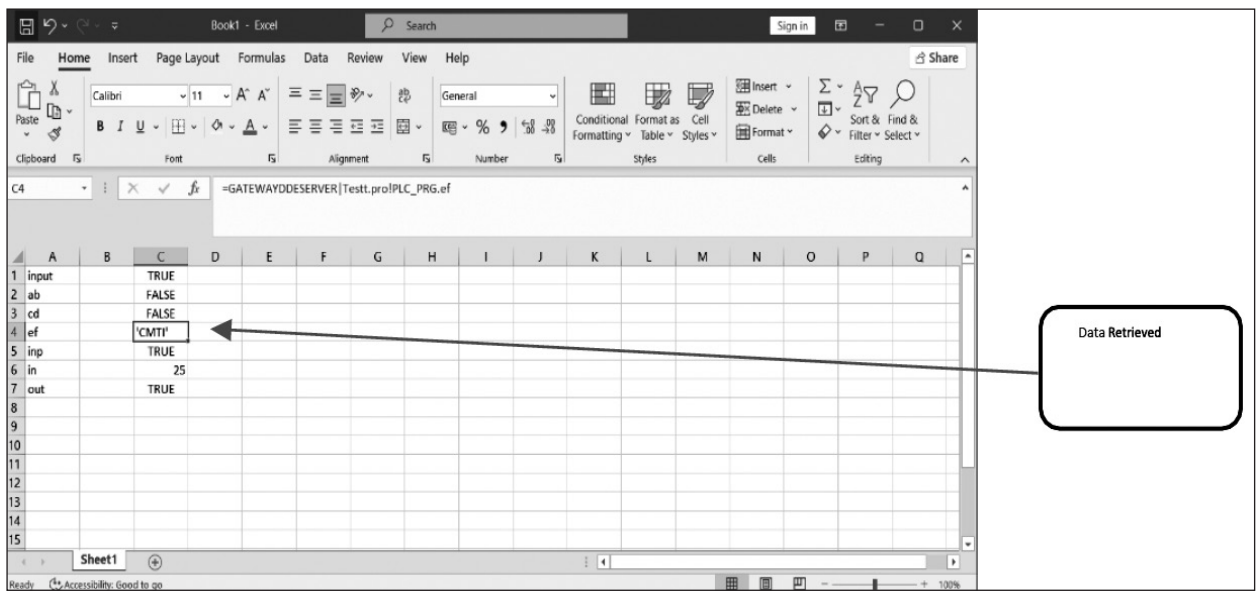 Book1 - Excel
Search
Sign in
File Home Insert Page Layout Formulas Data Review View Help
Share
Paste
Calibri 11 A^ A˅
General
Conditional Formatting
Format as Table
Cell Styles
Insert
Delete
Format
Sort & Filter
Find & Select
B I U A
% 9
Clipboard Font Alignment Number Styles Cells Editing
C4 fx =GATEWAYDDESERVER|Testt.pro!PLC_PRG.ef
A B C D E F G H I J K L M N O P Q
1 input TRUE
2 ab FALSE
3 cd FALSE
4 ef 'CMTI'
5 inp TRUE
6 in 25
7 out TRUE
8
9
10
11
12
13
14
15
Data Retrieved
Sheet1
Ready Accessibility: Good to go 100%